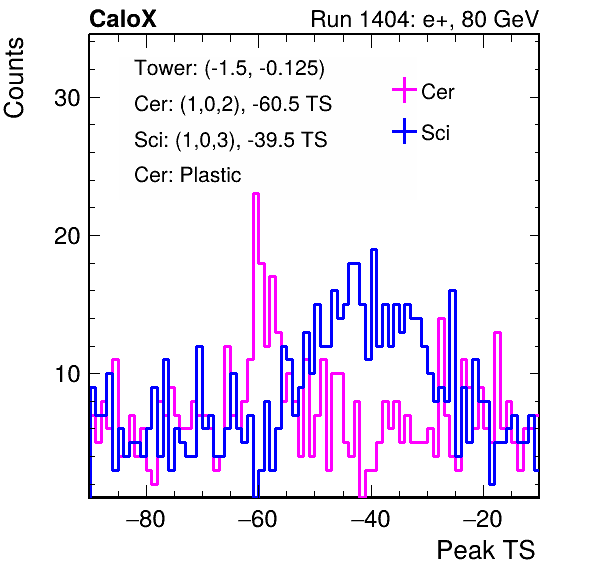 CaloX Run 1404: e+, 80 GeV
Counts
Tower: (-1.5, -0.125)
Cer: (1,0,2), -60.5 TS
Sci: (1,0,3), -39.5 TS
Cer: Plastic
Cer
Sci
30
20
10
−80 −60 −40 −20
Peak TS